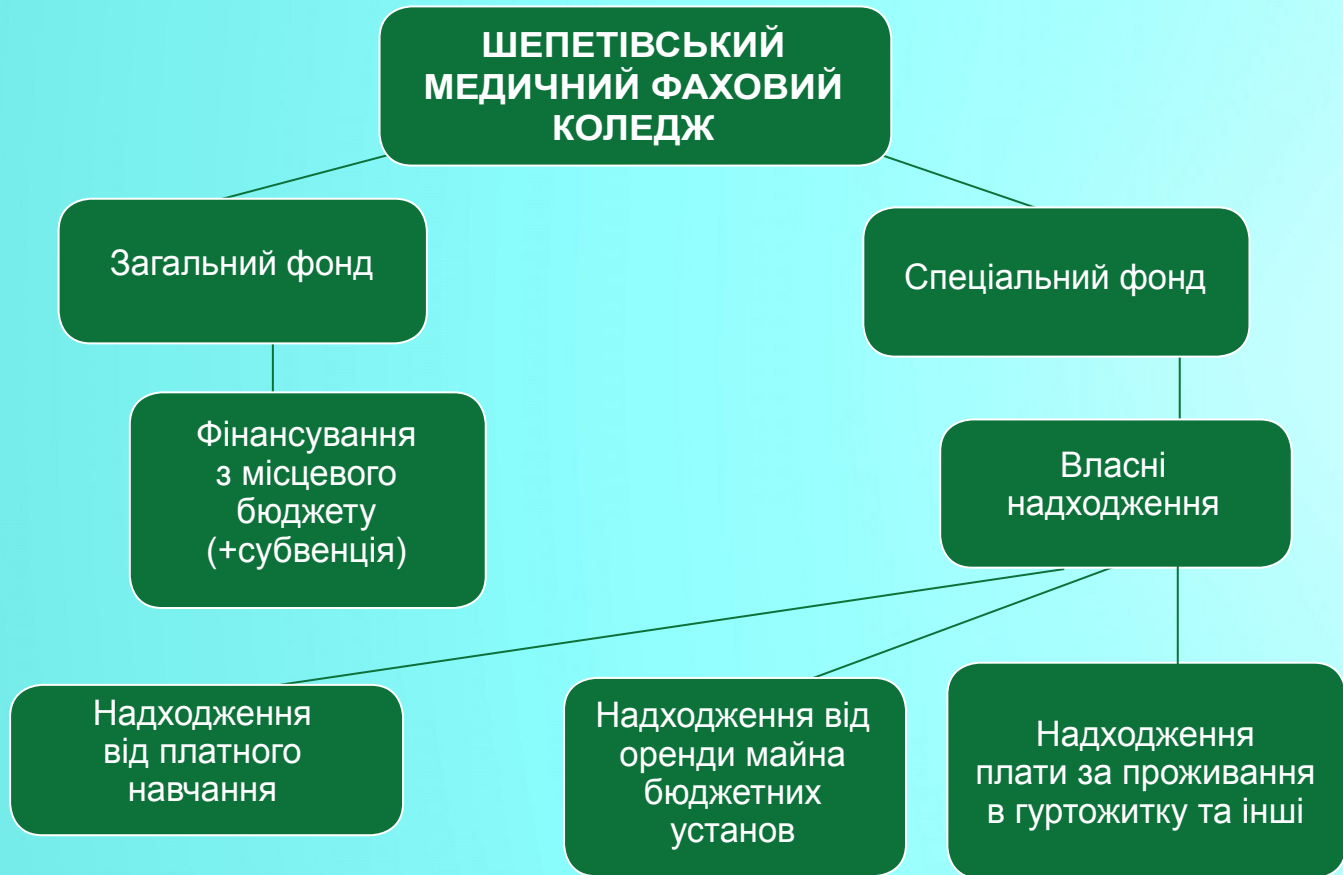 ШЕПЕТІВСЬКИЙ
МЕДИЧНИЙ ФАХОВИЙ
КОЛЕДЖ
Загальний фонд
Спеціальний фонд
Фінансування
з місцевого
бюджету
(+субвенція)
Власні
надходження
Надходження
від платного
навчання
Надходження від
оренди майна
бюджетних
установ
Надходження
плати за проживання
в гуртожитку та інші